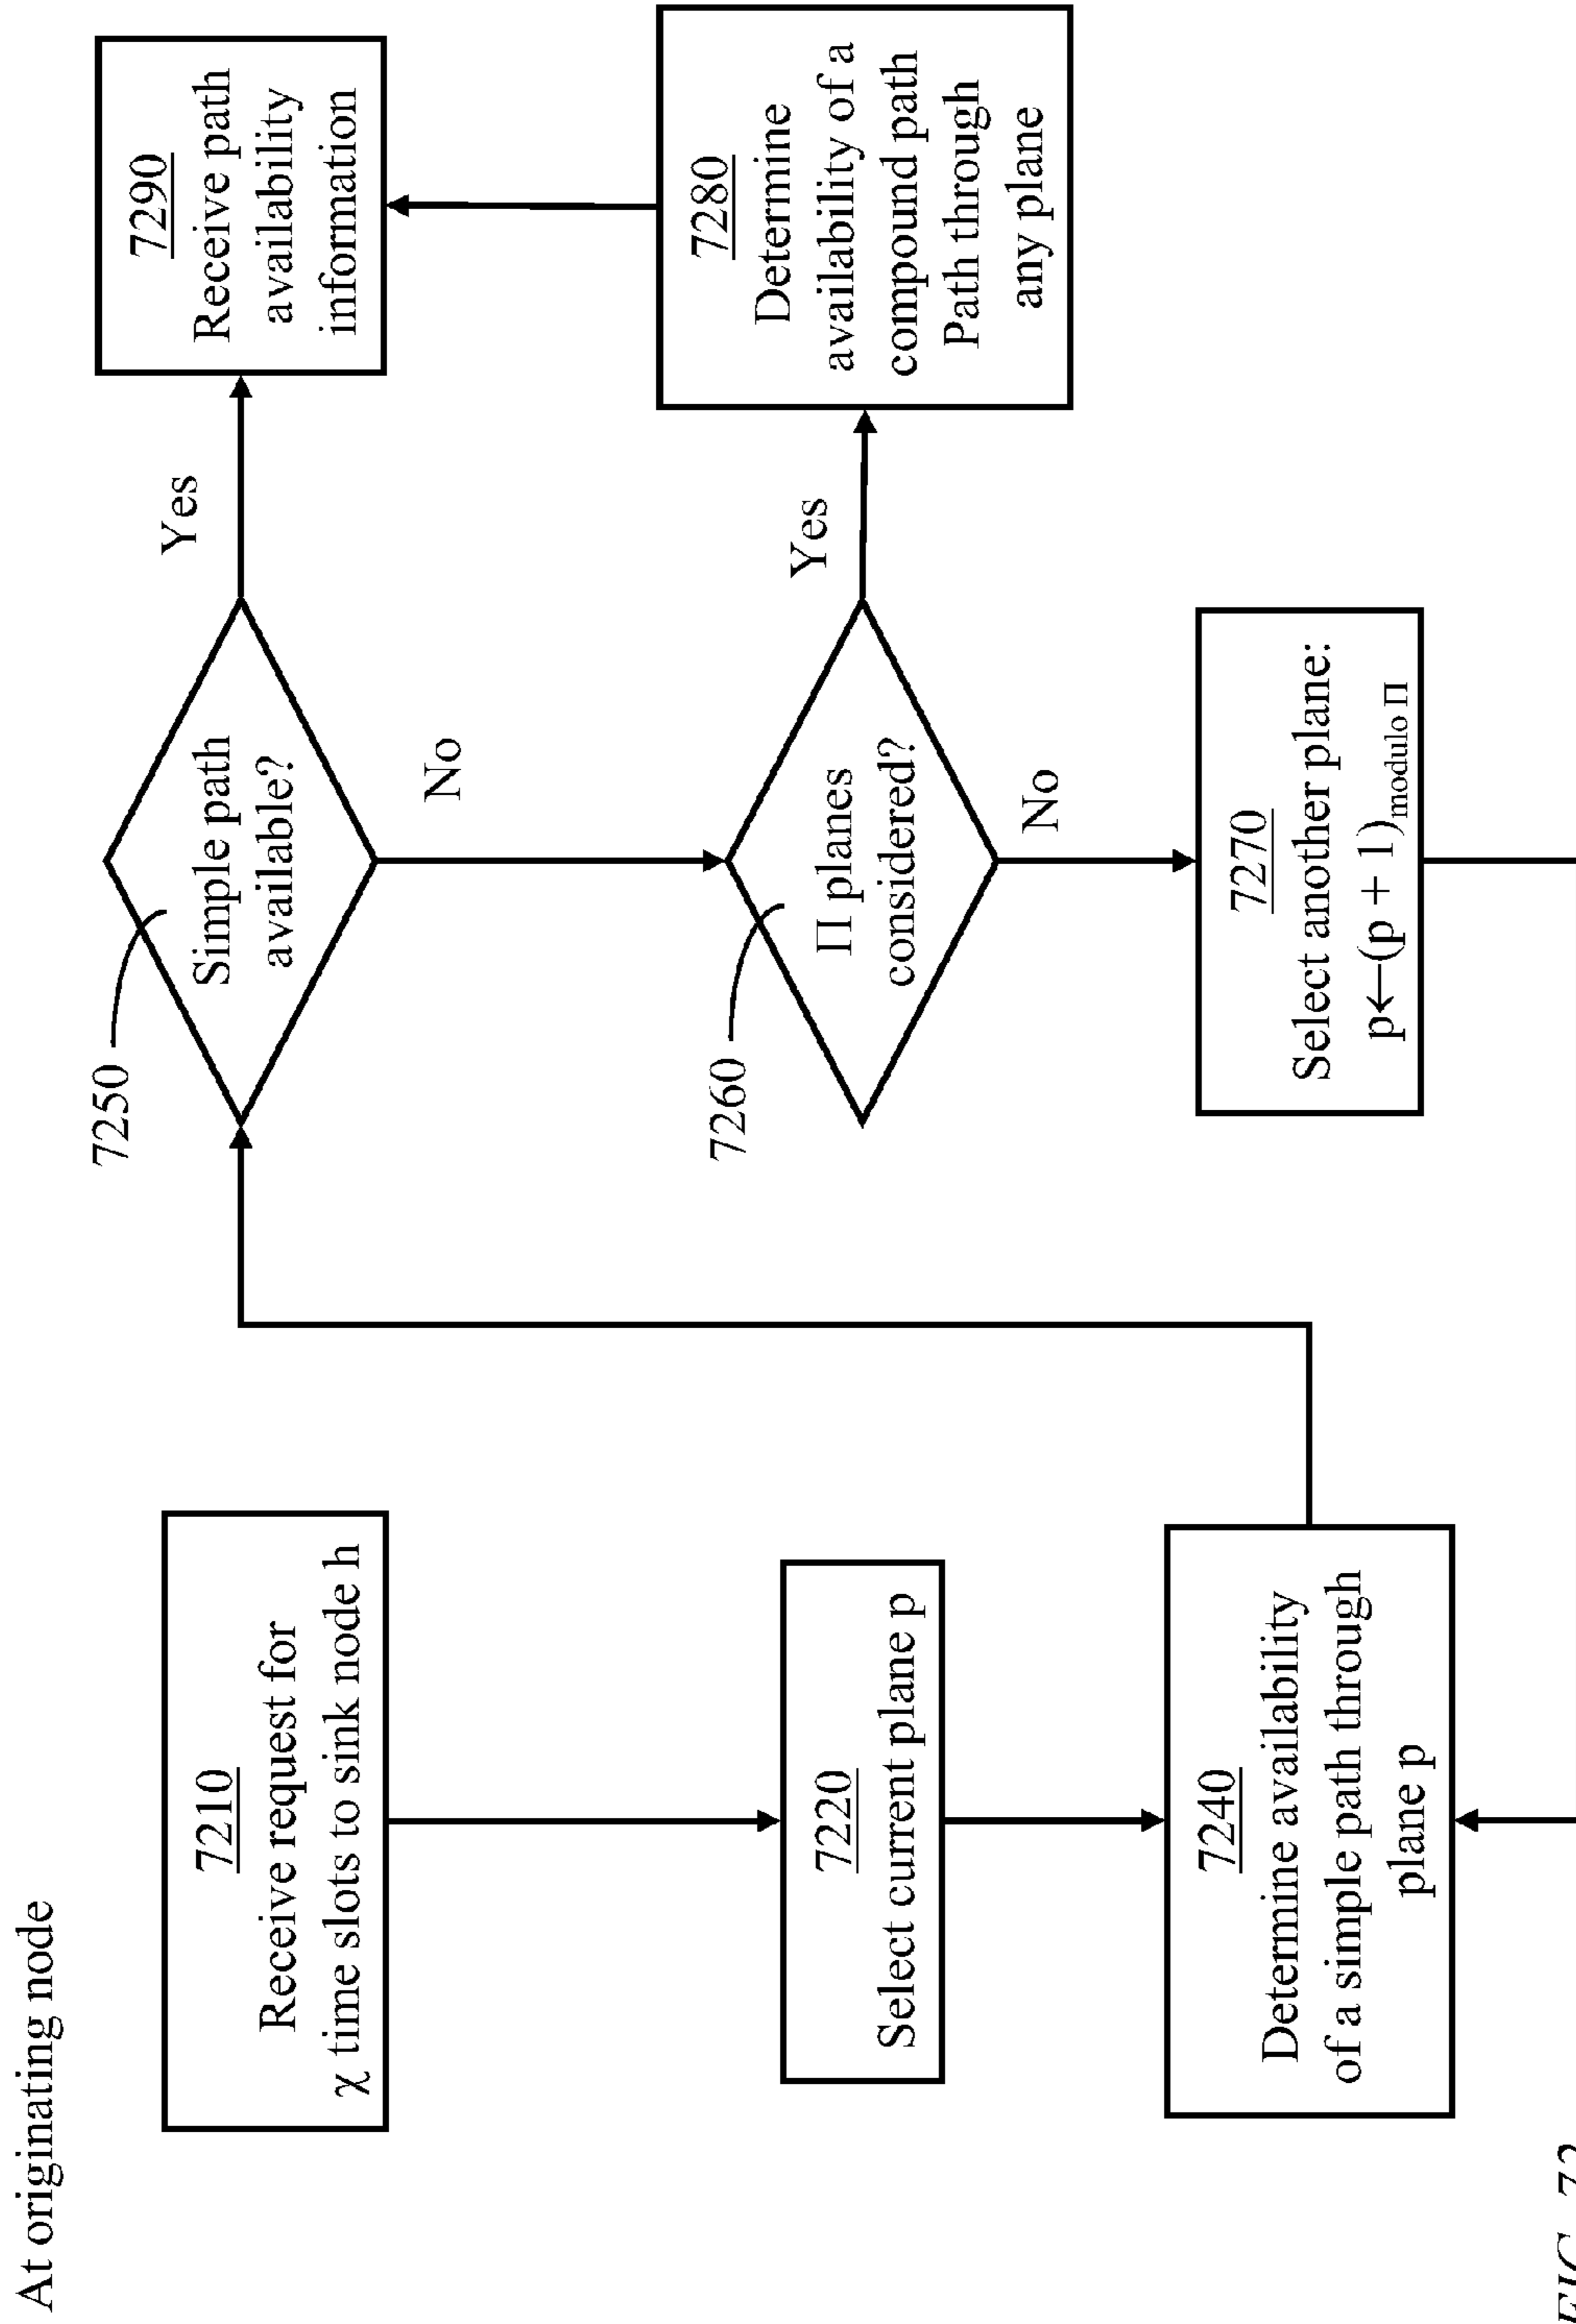 At originating node
7210
Receive request for
χ time slots to sink node h
7220
Select current plane p
7240
Determine availability
of a simple path through
plane p
7250
Simple path
available?
Yes
No
7260
Π planes
considered?
Yes
No
7270
Select another plane:
p←(p + 1)modulo Π
7280
Determine
availability of a
compound path
Path through
any plane
7290
Receive path
availability
information
FIG. 72